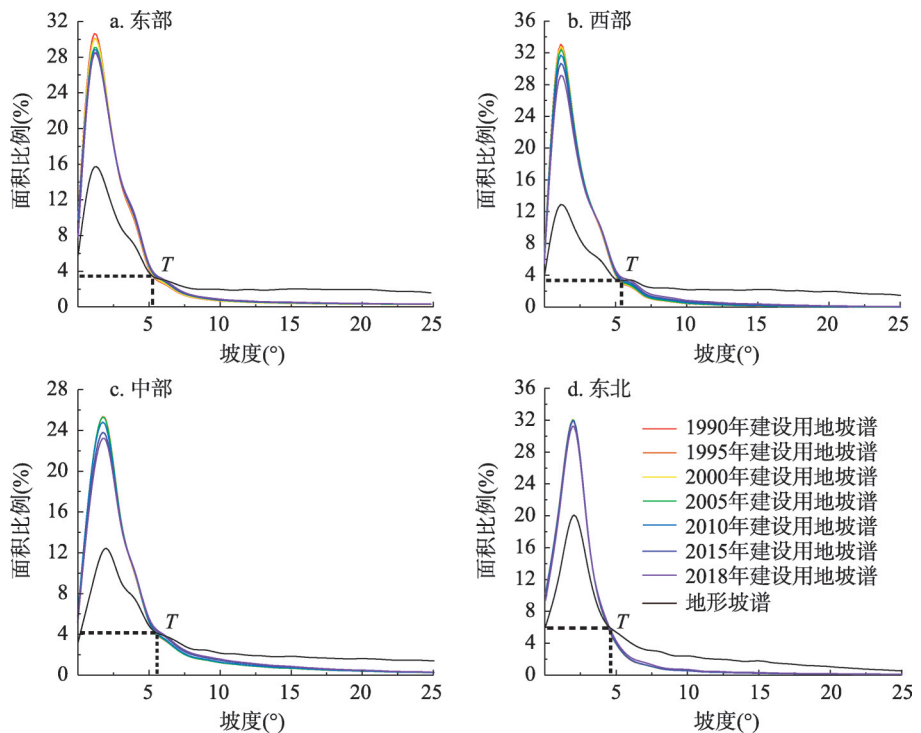 a. 东部
面积比例(%)
32
28
24
20
16
12
8
4
0
T
0
5
10
15
20
25
坡度(°)
b. 西部
面积比例(%)
36
32
28
24
20
16
12
8
4
0
T
5
10
15
20
25
坡度(°)
c. 中部
面积比例(%)
28
24
20
16
12
8
4
0
T
0
5
10
15
20
25
坡度(°)
d. 东北
面积比例(%)
36
32
28
24
20
16
12
8
4
0
T
5
10
15
20
25
坡度(°)
1990年建设用地坡谱
1995年建设用地坡谱
2000年建设用地坡谱
2005年建设用地坡谱
2010年建设用地坡谱
2015年建设用地坡谱
2018年建设用地坡谱
地形坡谱